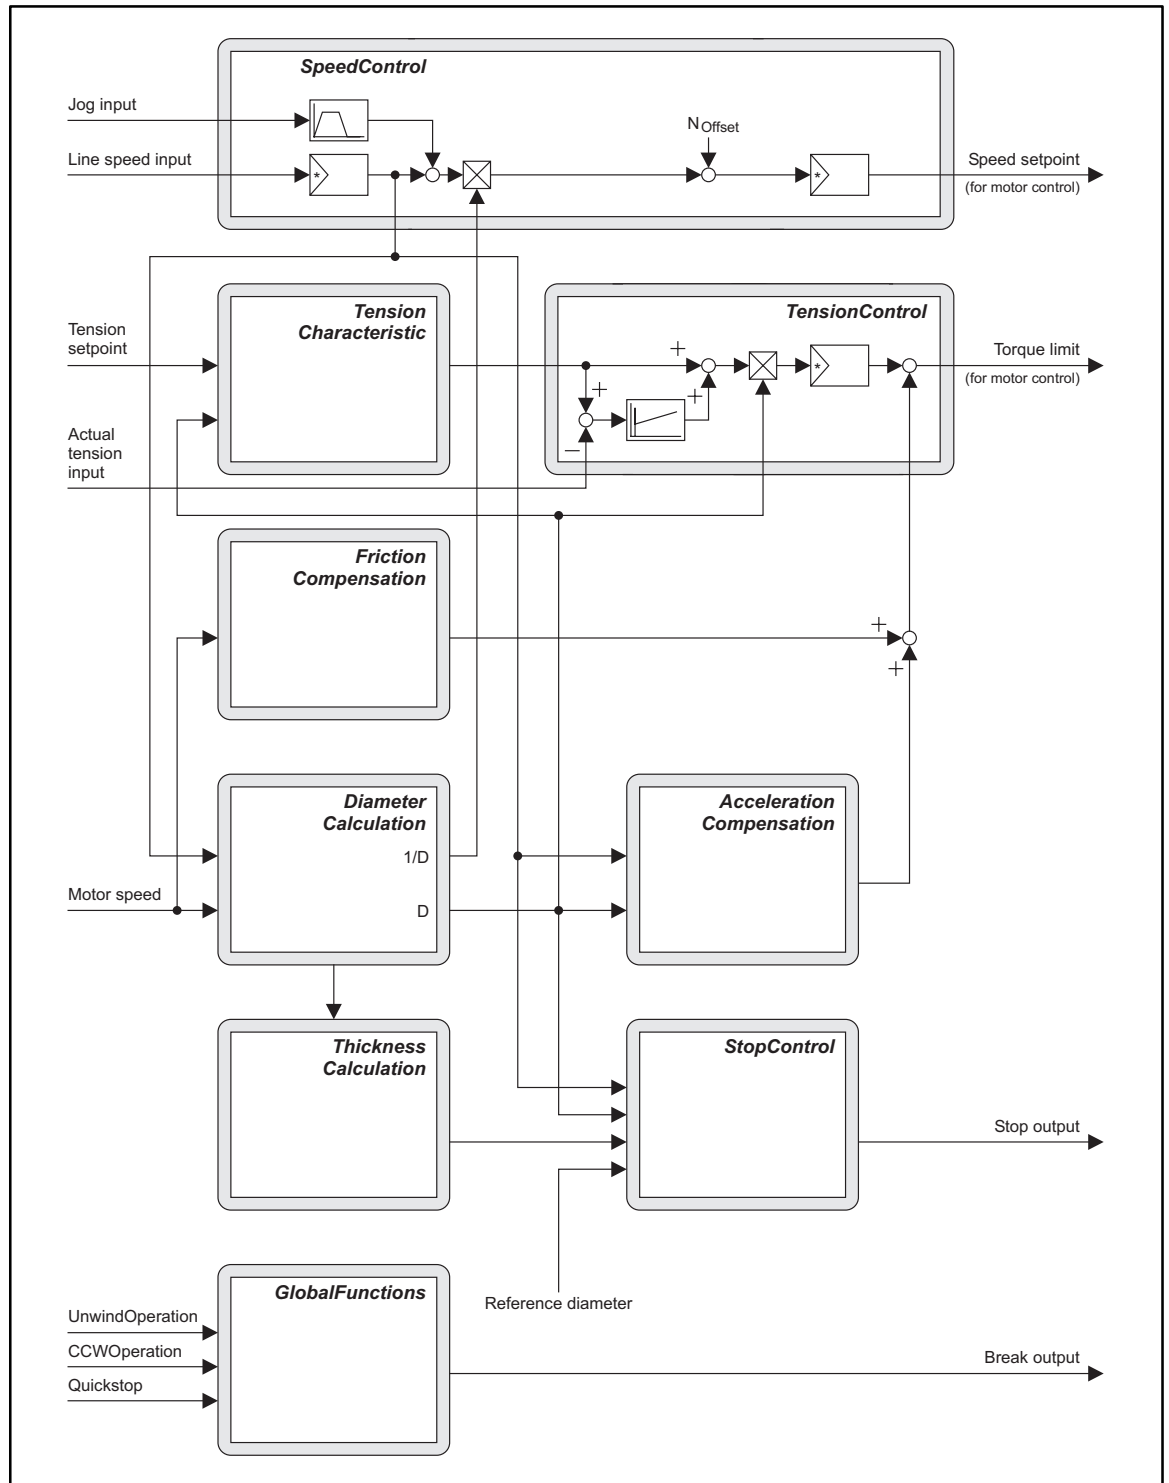 SpeedControl
Jog input
N Offset
Line speed input
*
*
Speed setpoint
(for motor control)
Tension
Characteristic
TensionControl
Tension
setpoint
+
*
Torque limit
(for motor control)
+
+
Actual
tension
input
–
Friction
Compensation
+
+
Diameter
Calculation
Acceleration
Compensation
1/D
Motor speed
D
Thickness
Calculation
StopControl
Stop output
GlobalFunctions
Reference diameter
UnwindOperation
CCWOperation
Quickstop
Break output